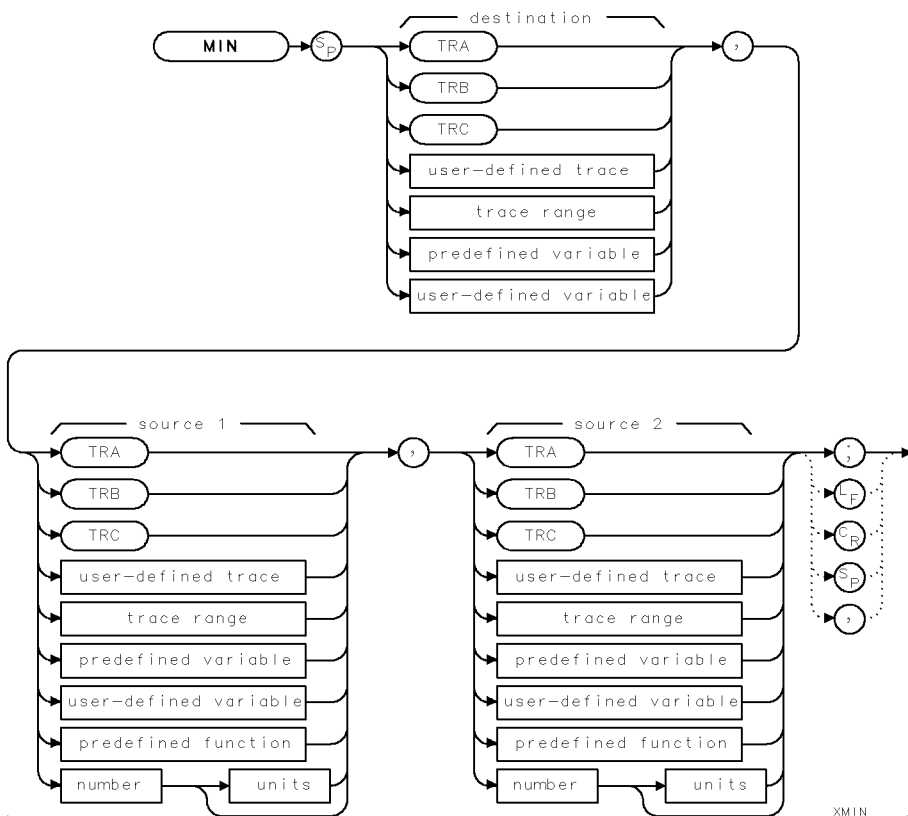 destination
MIN SP TRA ,
TRB
TRC
user-defined trace
trace range
predefined variable
user-defined variable
source 1 source 2
TRA , TRA ;
TRB TRB LF
TRC TRC CR
user-defined trace user-defined trace SP
trace range trace range ,
predefined variable predefined variable
user-defined variable user-defined variable
predefined function predefined function
number units number units
XMIN